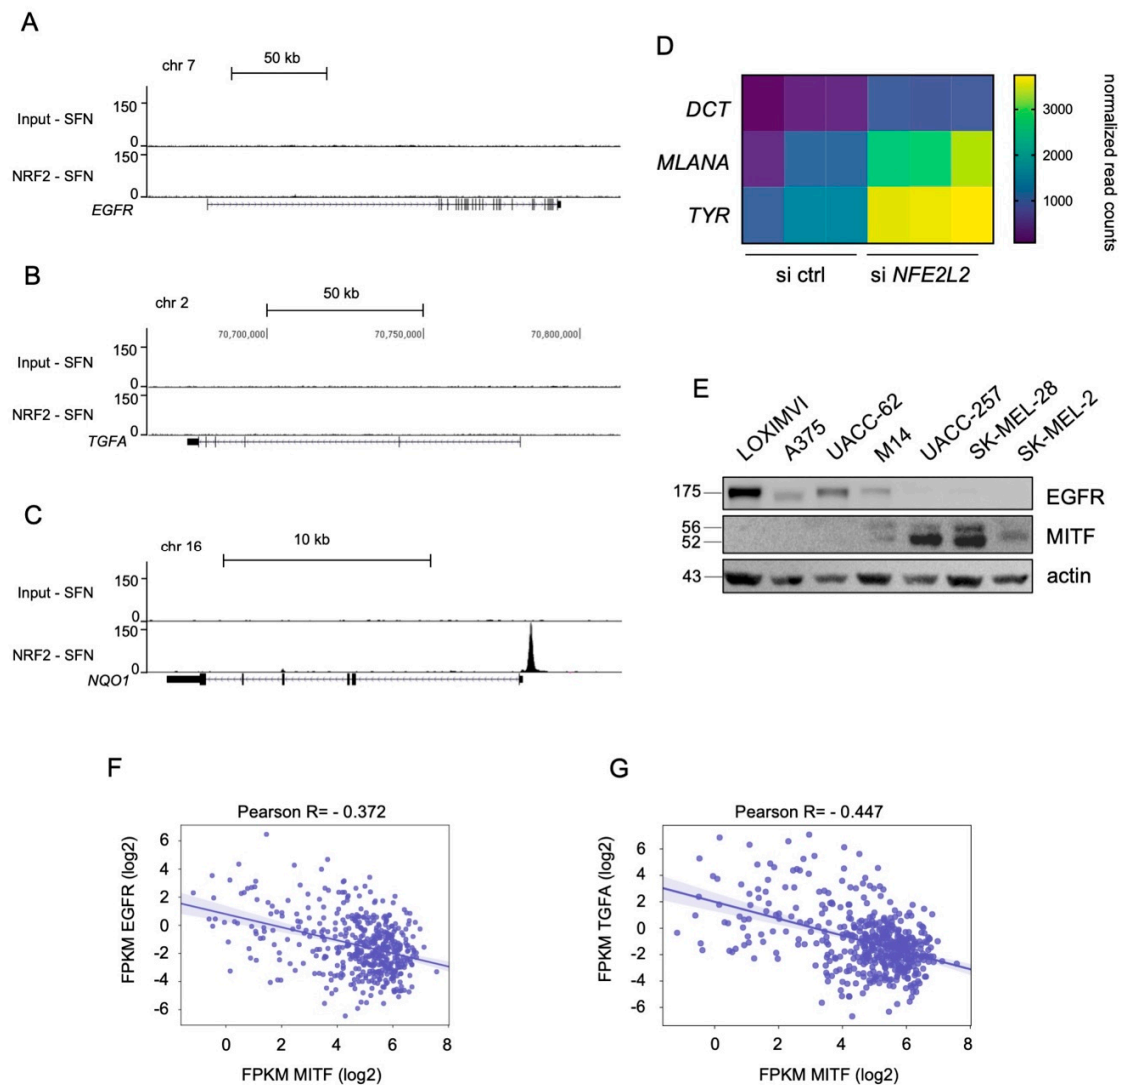 A
chr 7
50 kb
Input - SFN
150
0
NRF2 - SFN
150
0
EGFR
B
chr 2
50 kb
70,700,000
70,750,000
70,800,000
Input - SFN
150
0
NRF2 - SFN
150
0
TGFA
C
chr 16
10 kb
Input - SFN
150
0
NRF2 - SFN
150
0
NQO1
D
DCT
MLANA
TYR
si ctrl
si NFE2L2
3000
2000
1000
normalized read counts
E
LOXIMVI
A375
UACC-62
M14
UACC-257
SK-MEL-28
SK-MEL-2
175
EGFR
56
52
MITF
43
actin
F
Pearson R= - 0.372
FPKM EGFR (log2)
6
4
2
0
-2
-4
-6
0 2 4 6 8
FPKM MITF (log2)
G
Pearson R= - 0.447
FPKM TGFA (log2)
6
4
2
0
-2
-4
-6
0 2 4 6 8
FPKM MITF (log2)